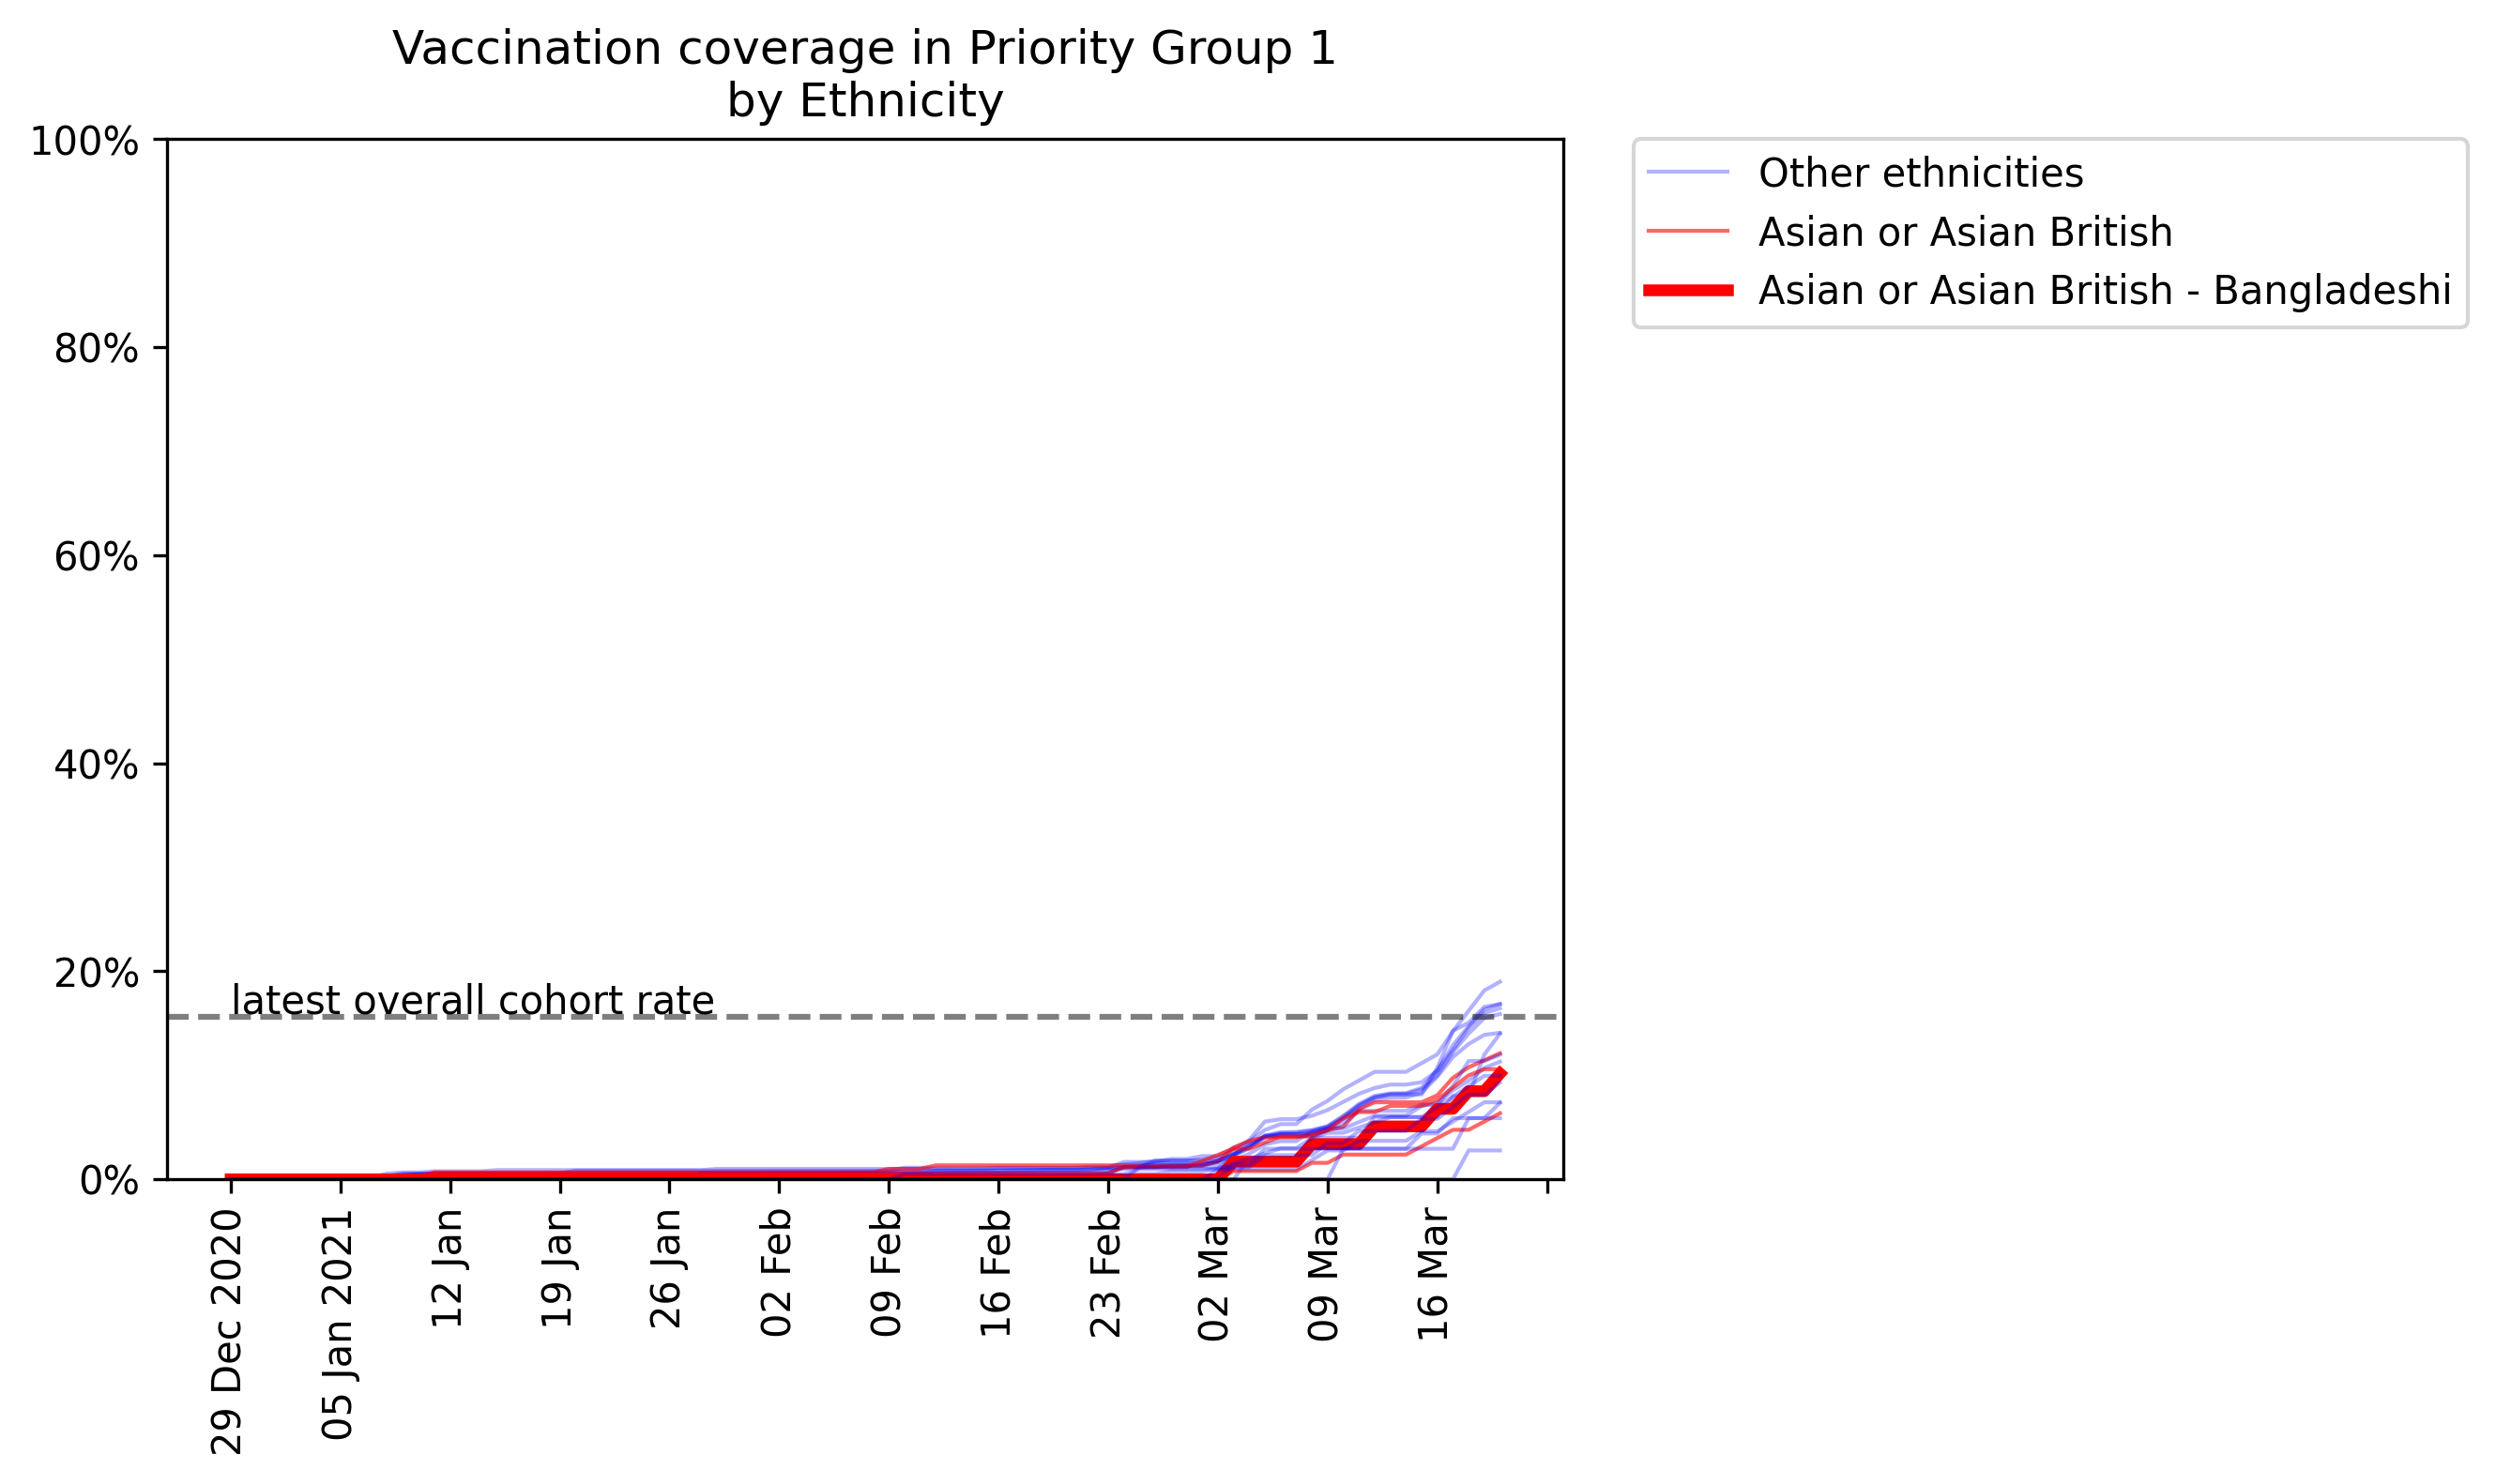 Vaccination coverage in Priority Group 1
by Ethnicity
100%
80%
60%
40%
20%
0%
latest overall cohort rate
29 Dec 2020
05 Jan 2021
12 Jan
19 Jan
26 Jan
02 Feb
09 Feb
16 Feb
23 Feb
02 Mar
09 Mar
16 Mar
Other ethnicities
Asian or Asian British
Asian or Asian British - Bangladeshi